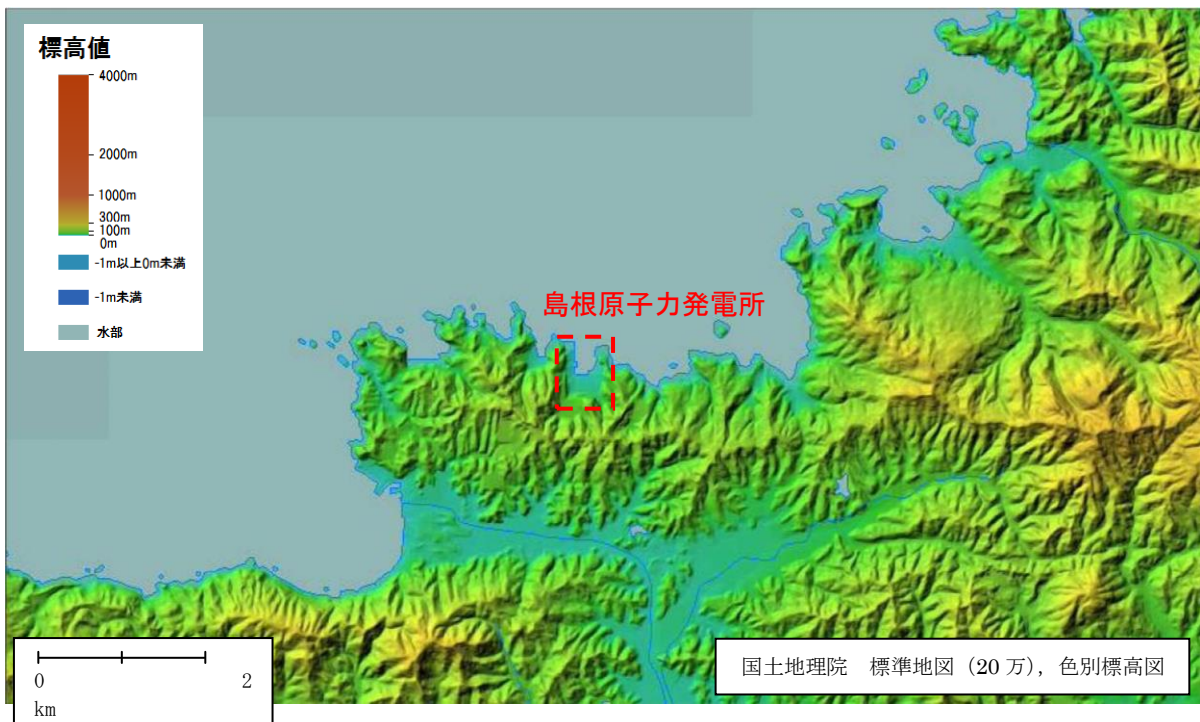 標高値
4000m
2000m
1000m
300m
100m
0m
-1m以上0m未満
-1m未満
水部
島根原子力発電所
0 2
km
国土地理院 標準地図（20万），色別標高図